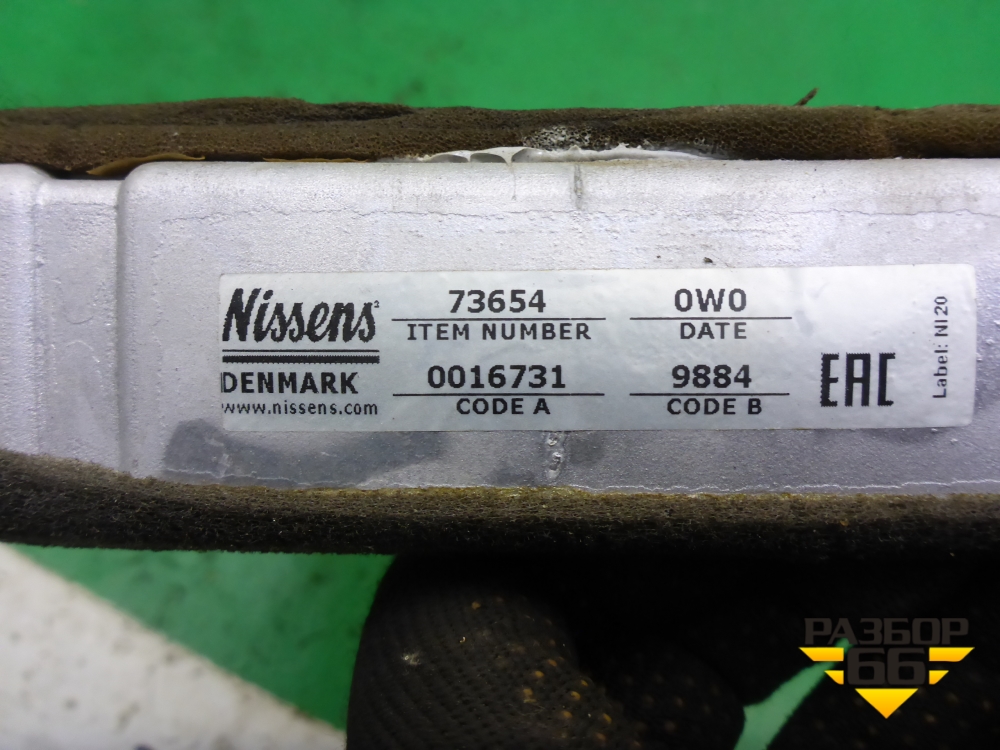 Nissens
DENMARK
www.nissens.com
73654
ITEM NUMBER
0W0
DATE
0016731
CODE A
9884
CODE B
EAC
Label: NI20
РАЗБОР
66